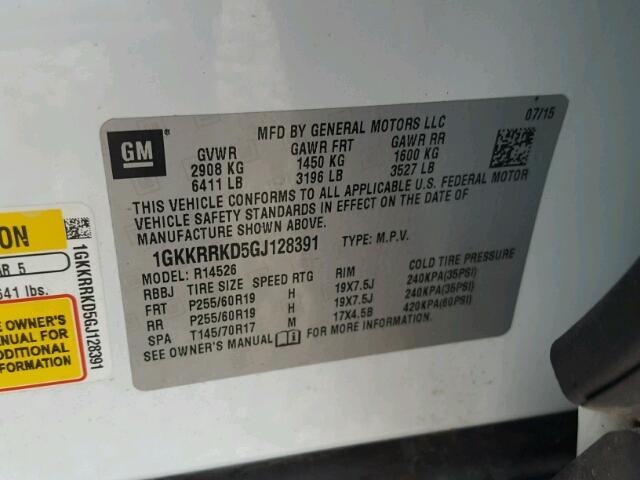 GM ®
MFD BY GENERAL MOTORS LLC 07/15
GVWR GAWR FRT GAWR RR
2908 KG 1450 KG 1600 KG
6411 LB 3196 LB 3527 LB
THIS VEHICLE CONFORMS TO ALL APPLICABLE U.S. FEDERAL MOTOR
VEHICLE SAFETY STANDARDS IN EFFECT ON THE DATE OF
MANUFACTURE SHOWN ABOVE.
1GKKRRKD5GJ128391 TYPE: M.P.V.
MODEL: R14526
RBBJ TIRE SIZE SPEED RTG RIM COLD TIRE PRESSURE
FRT P255/60R19 H 19X7.5J 240KPA(35PSI)
RR P255/60R19 H 19X7.5J 240KPA(35PSI)
SPA T145/70R17 M 17X4.5B 420KPA(60PSI)
SEE OWNER'S MANUAL FOR MORE INFORMATION.
ON
AR 5
641 lbs.
E OWNER'S
NUAL FOR
DDITIONAL
ORMATION
1GKKRRKD5GJ128391